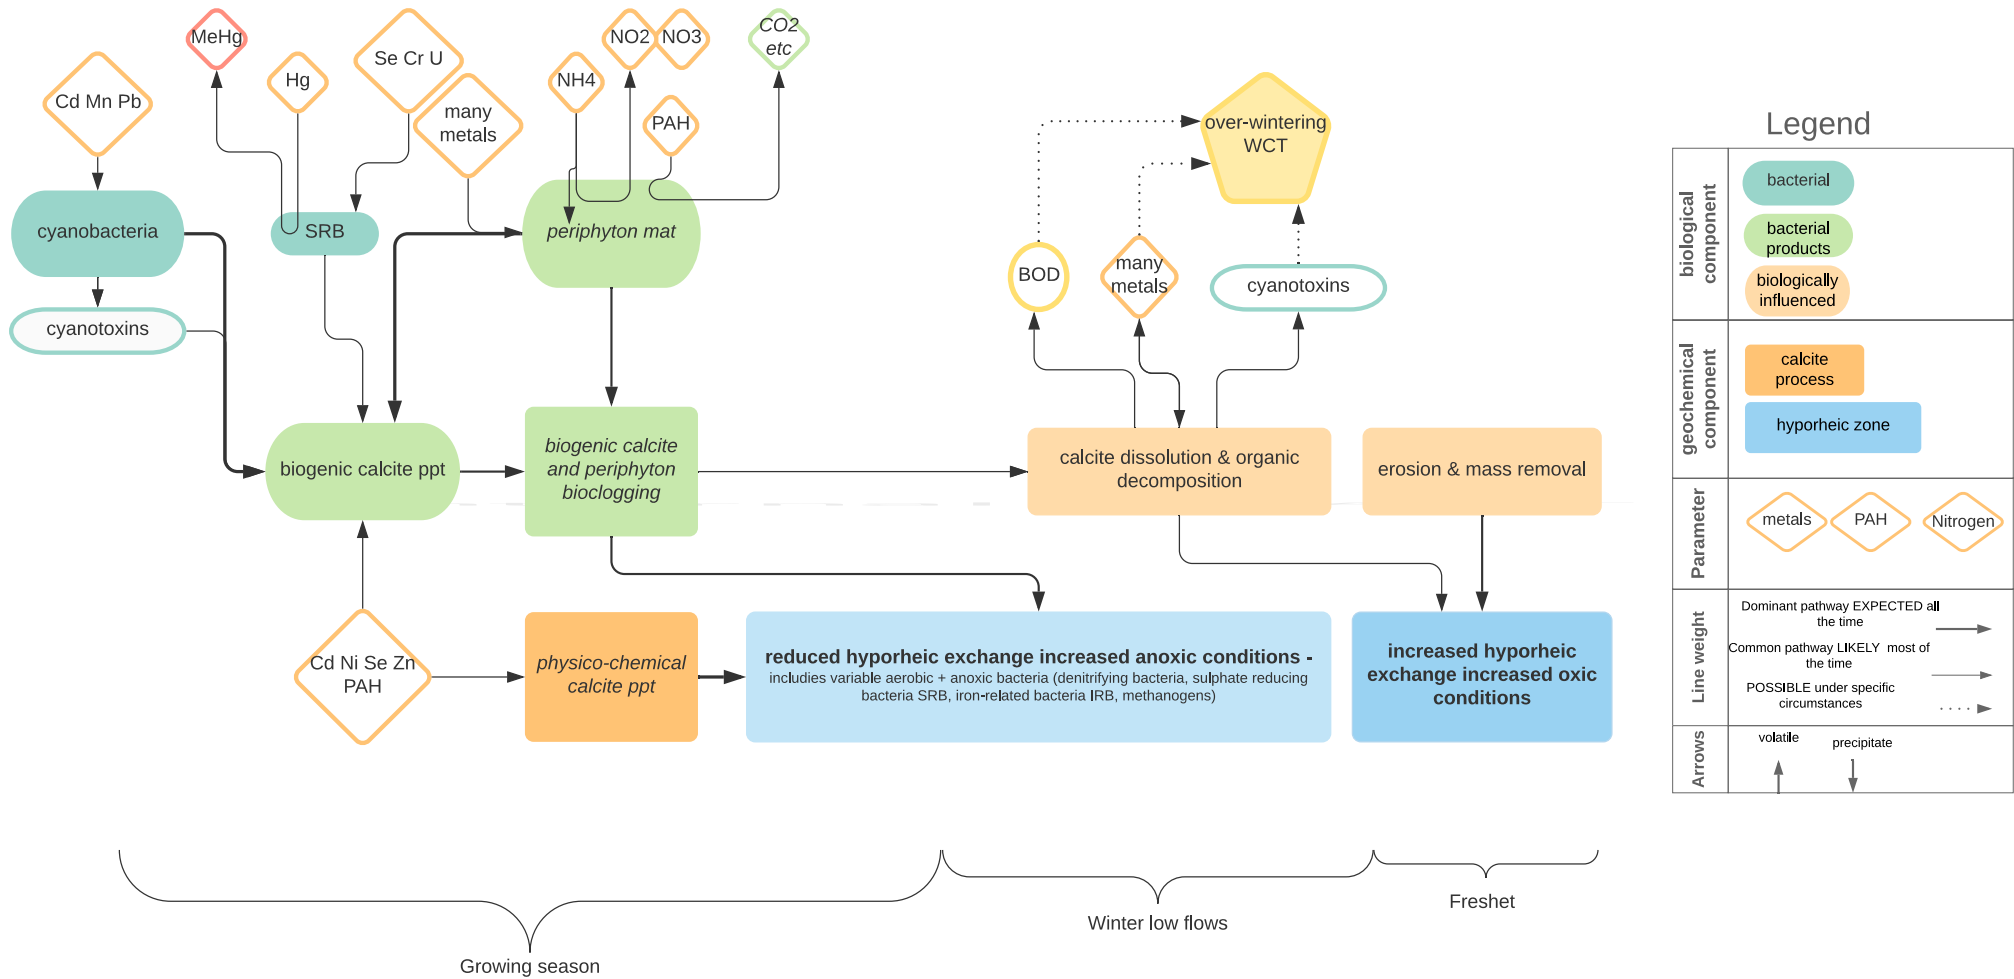 MeHg
Hg
Se Cr U
many
metals
NH4
NO2
NO3
PAH
CO2
etc
Cd Mn Pb
cyanobacteria
SRB
periphyton mat
cyanotoxins
over-wintering
WCT
BOD
many
metals
cyanotoxins
biogenic calcite ppt
biogenic calcite
and periphyton
bioclogging
calcite dissolution & organic
decomposition
erosion & mass removal
Cd Ni Se Zn
PAH
physico-chemical
calcite ppt
reduced hyporheic exchange increased anoxic conditions -
includies variable aerobic + anoxic bacteria (denitrifying bacteria, sulphate reducing
bacteria SRB, iron-related bacteria IRB, methanogens)
increased hyporheic
exchange increased oxic
conditions
Growing season
Winter low flows
Freshet
Legend
biological
component
bacterial
bacterial
products
biologically
influenced
geochemical
component
calcite
process
hyporheic zone
Parameter
metals
PAH
Nitrogen
Line weight
Dominant pathway EXPECTED all
the time
Common pathway LIKELY most of
the time
POSSIBLE under specific
circumstances
Arrows
volatile
precipitate